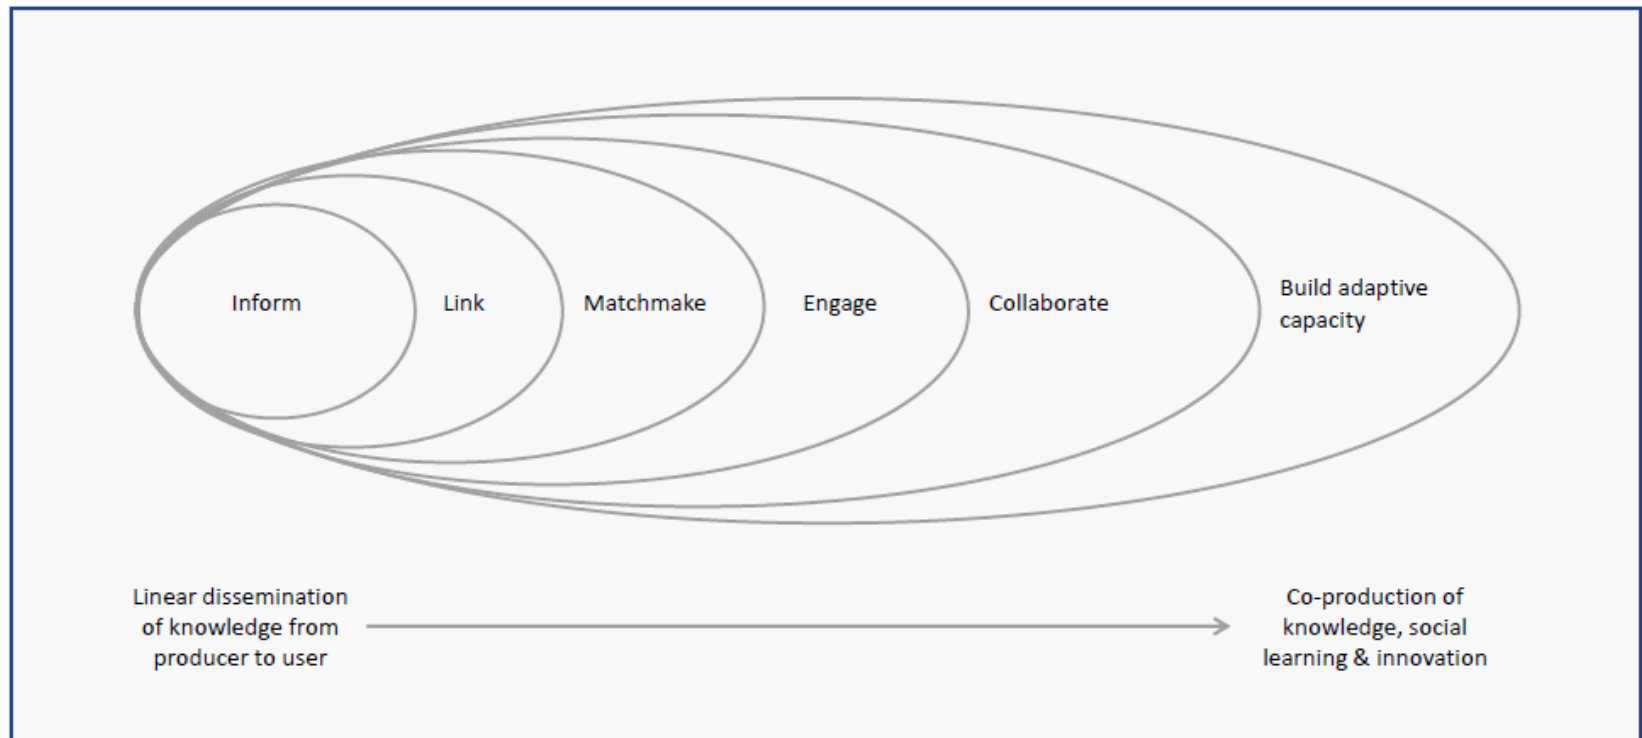 Inform
Link
Matchmake
Engage
Collaborate
Build adaptive
capacity
Linear dissemination
of knowledge from
producer to user
Co-production of
knowledge, social
learning & innovation